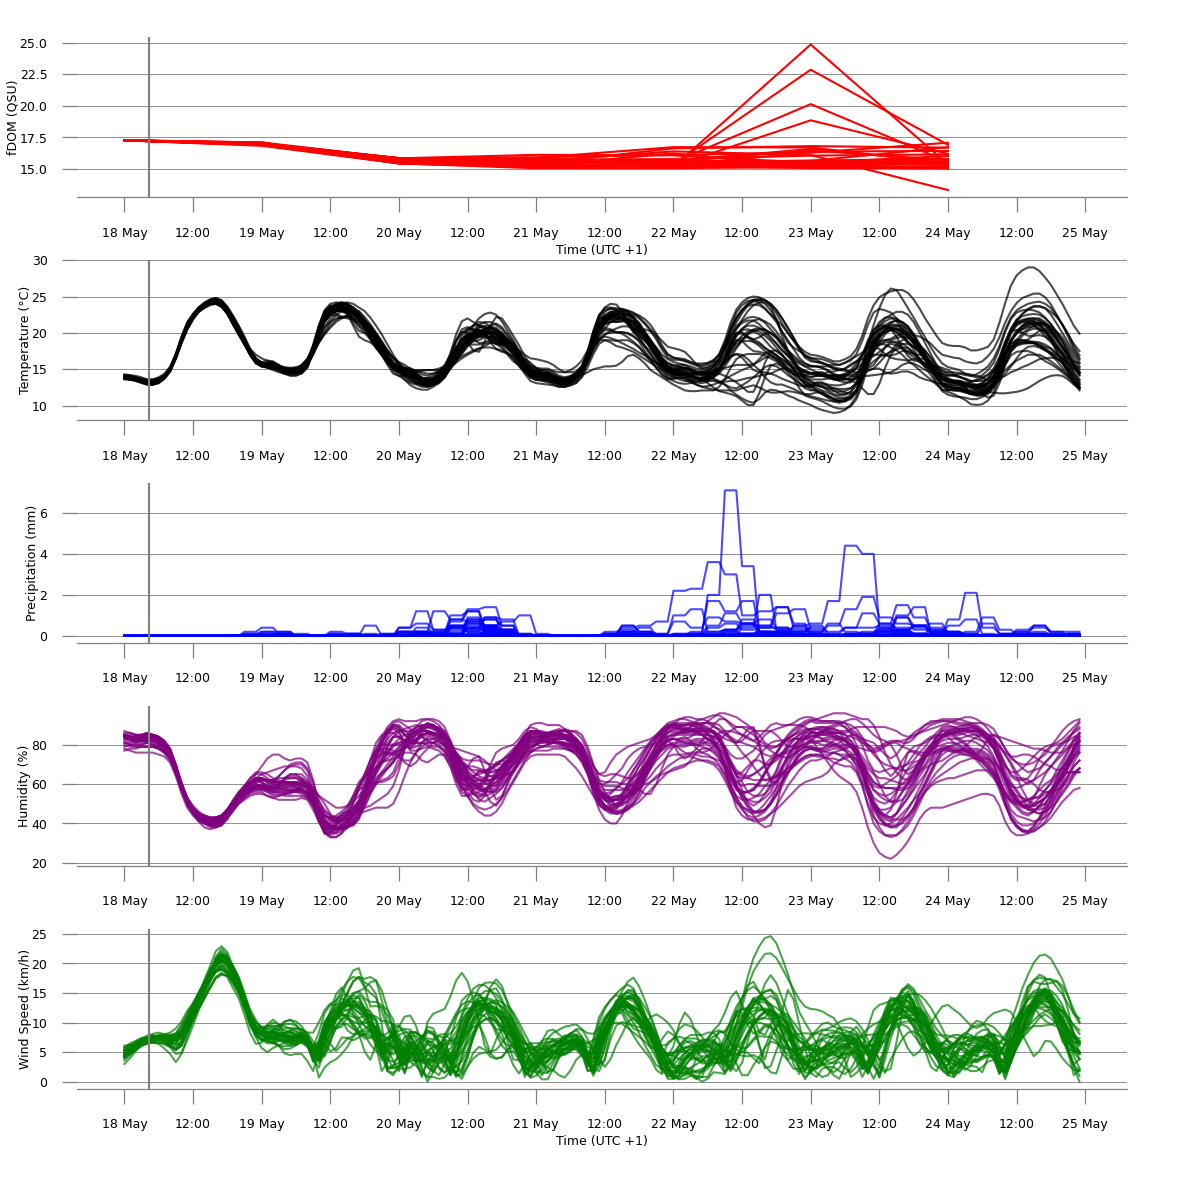 fDOM (QSU)
25.0
22.5
20.0
17.5
15.0
18 May 12:00 19 May 12:00 20 May 12:00 21 May 12:00 22 May 12:00 23 May 12:00 24 May 12:00 25 May
Time (UTC +1)
Temperature (°C)
30
25
20
15
10
18 May 12:00 19 May 12:00 20 May 12:00 21 May 12:00 22 May 12:00 23 May 12:00 24 May 12:00 25 May
Precipitation (mm)
6
4
2
0
18 May 12:00 19 May 12:00 20 May 12:00 21 May 12:00 22 May 12:00 23 May 12:00 24 May 12:00 25 May
Humidity (%)
80
60
40
20
18 May 12:00 19 May 12:00 20 May 12:00 21 May 12:00 22 May 12:00 23 May 12:00 24 May 12:00 25 May
Wind Speed (km/h)
25
20
15
10
5
0
18 May 12:00 19 May 12:00 20 May 12:00 21 May 12:00 22 May 12:00 23 May 12:00 24 May 12:00 25 May
Time (UTC +1)